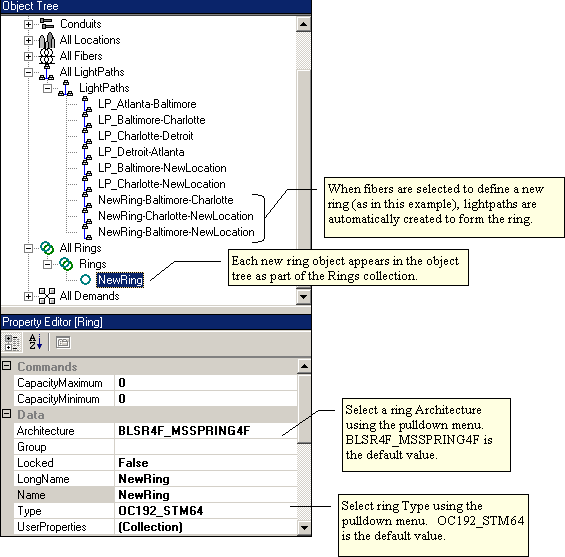 Object Tree
Conduits
All Locations
All Fibers
All LightPaths
LightPaths
LP_Atlanta-Baltimore
LP_Baltimore-Charlotte
LP_Charlotte-Detroit
LP_Detroit-Atlanta
LP_Baltimore-NewLocation
LP_Charlotte-NewLocation
NewRing-Baltimore-Charlotte
NewRing-Charlotte-NewLocation
NewRing-Baltimore-NewLocation
When fibers are selected to define a new
ring (as in this example), lightpaths are
automatically created to form the ring.
All Rings
Rings
NewRing
All Demands
Each new ring object appears in the object
tree as part of the Rings collection.
Property Editor [Ring]
Commands
CapacityMaximum 0
CapacityMinimum 0
Data
Architecture BLSR4F_MSSPRING4F
Group
Locked False
LongName NewRing
Name NewRing
Type OC192_STM64
UserProperties (Collection)
Select a ring Architecture
using the pulldown menu.
BLSR4F_MSSPRING4F is
the default value.
Select ring Type using the
pulldown menu. OC192_STM64
is the default value.